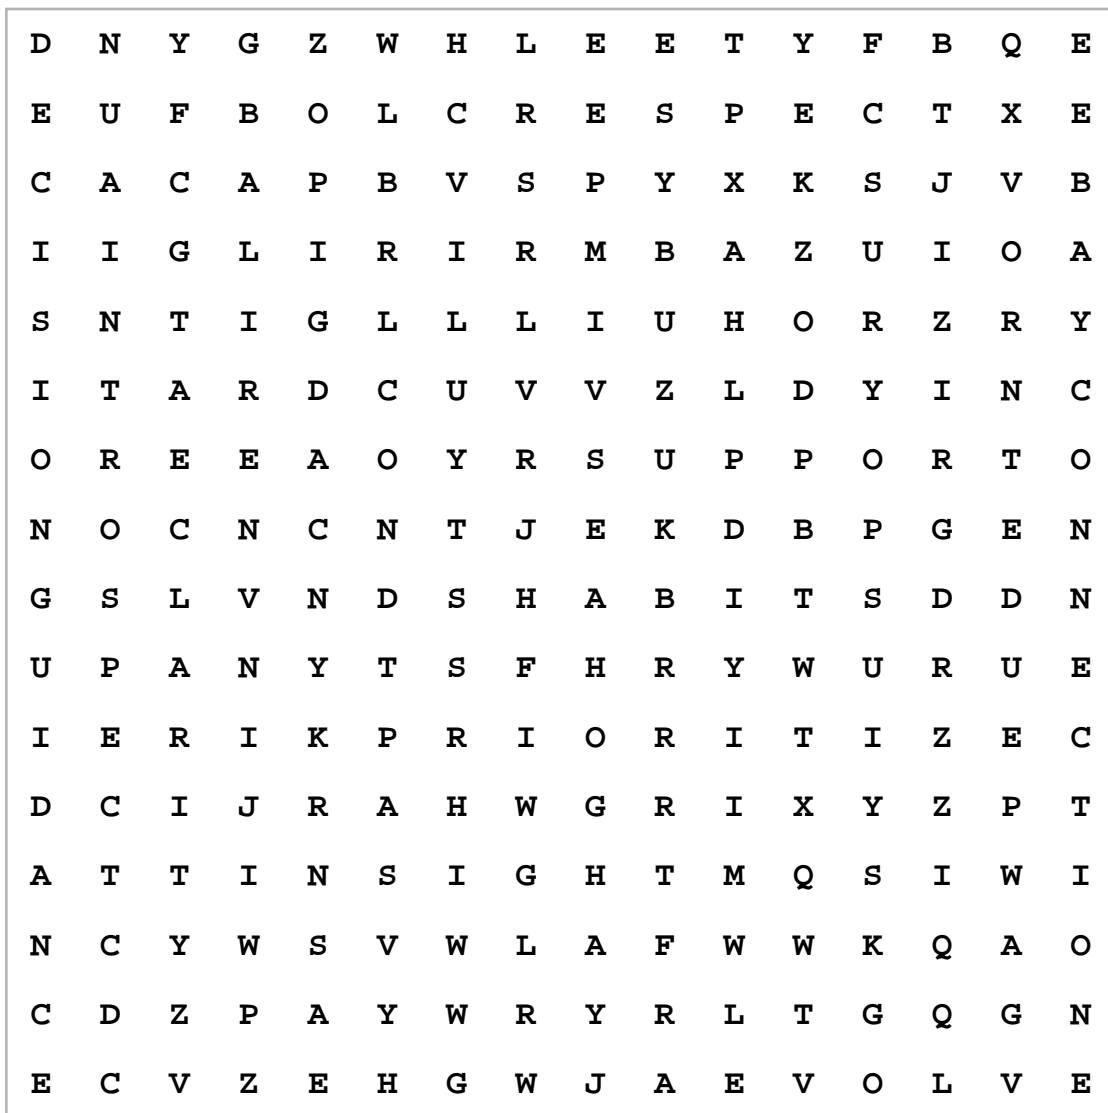 D N Y G Z W H L E E T Y F B Q E
E U F B O L C R E S P E C T X E
C A C A P B V S P Y X K S J V B
I I G L I R I R M B A Z U I O A
S N T I G L L L I U H O R Z R Y
I T A R D C U V V Z L D Y I N C
O R E E A O Y R S U P P O R T O
N O C N C N T J E K D B P G E N
G S L V N D S H A B I T S D D N
U P A N Y T S F H R Y W U R U E
I E R I K P R I O R I T I Z E C
D C I J R A H W G R I X Y Z P T
A T T I N S I G H T M Q S I W I
N C Y W S V W L A F W W K Q A O
C D Z P A Y W R Y R L T G Q G N
E C V Z E H G W J A E V O L V E